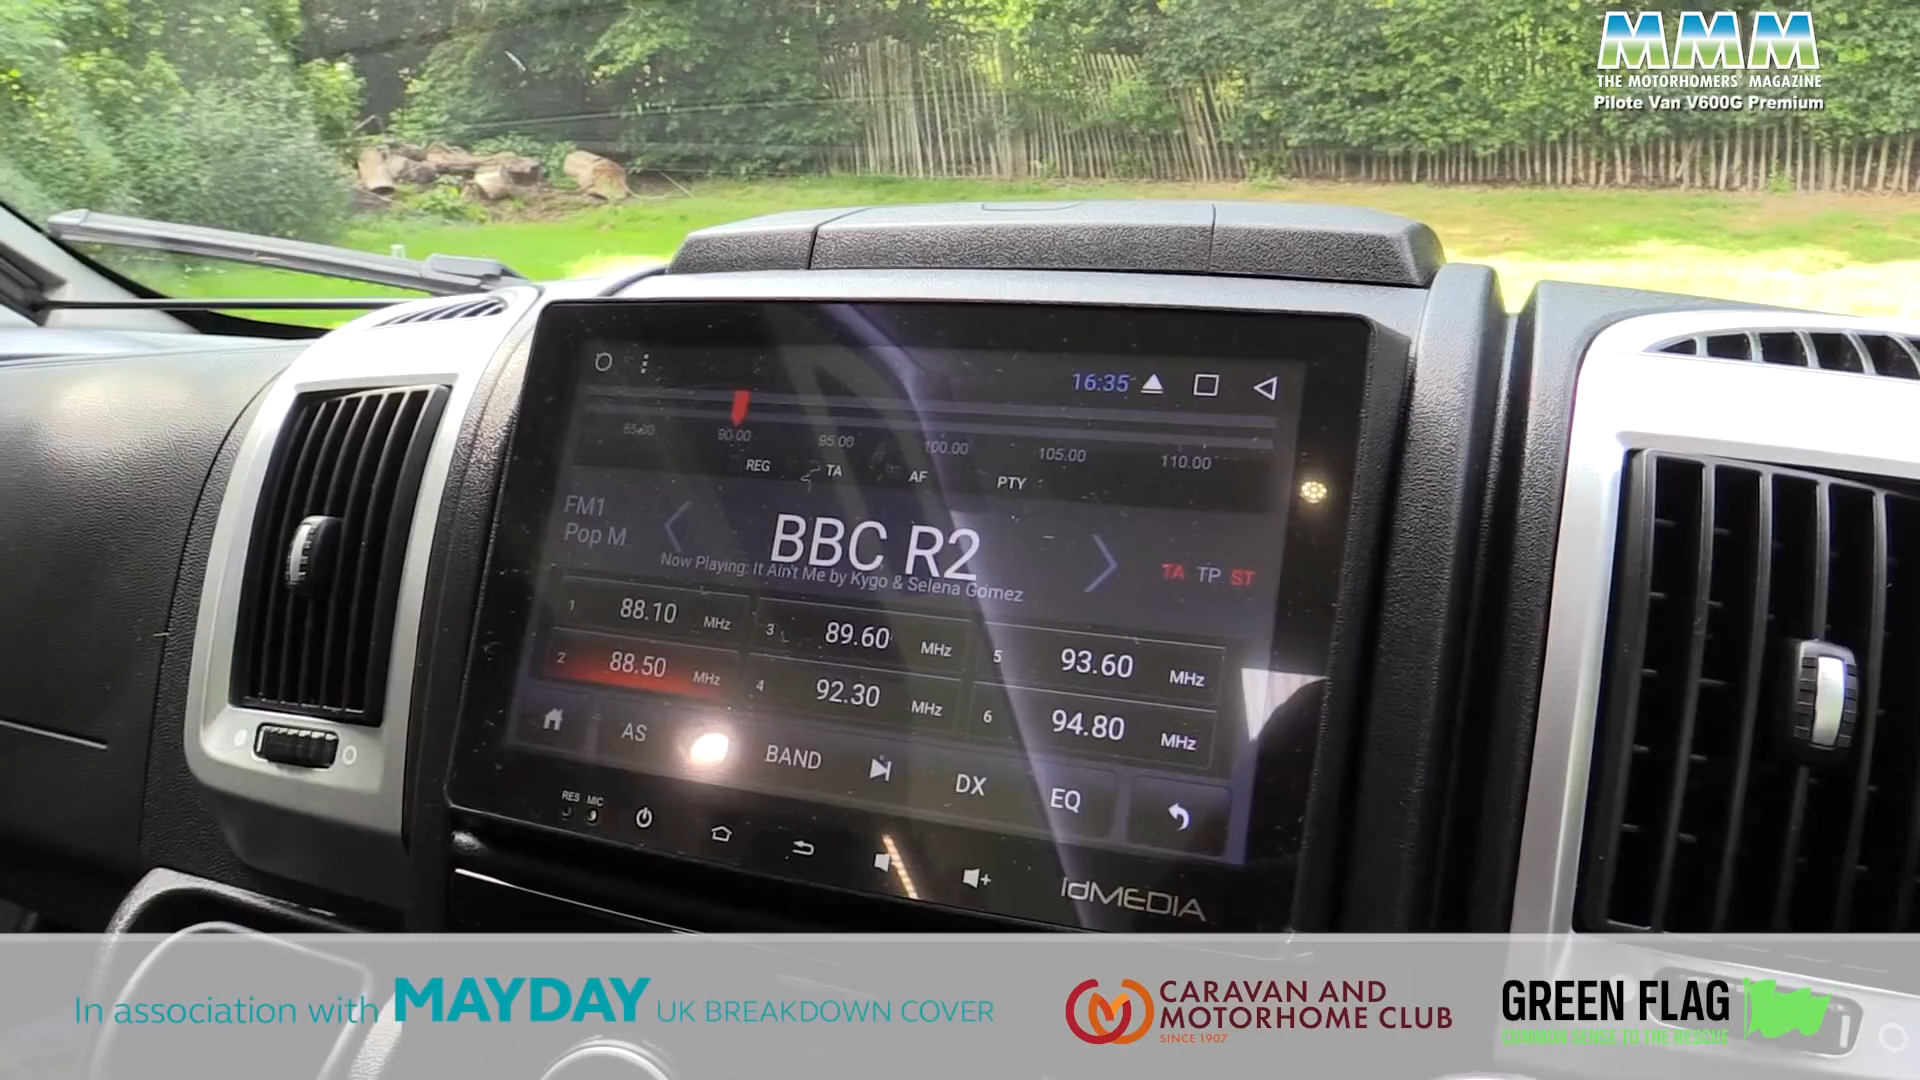 MMM
THE MOTORHOMERS' MAGAZINE
Pilote Van V600G Premium
16:35
85.00 90.00 95.00 100.00 105.00 110.00
REG TA AF PTY
FM1
Pop M
BBC R2
Now Playing: It Ain't Me by Kygo & Selena Gomez
TA TP ST
1 88.10 MHz 3 89.60 MHz 5 93.60 MHz
2 88.50 MHz 4 92.30 MHz 6 94.80 MHz
AS BAND DX EQ
RES MIC
idMEDIA
In association with MAYDAY UK BREAKDOWN COVER
CARAVAN AND
MOTORHOME CLUB
SINCE 1907
GREEN FLAG
COMMON SENSE TO THE RESCUE